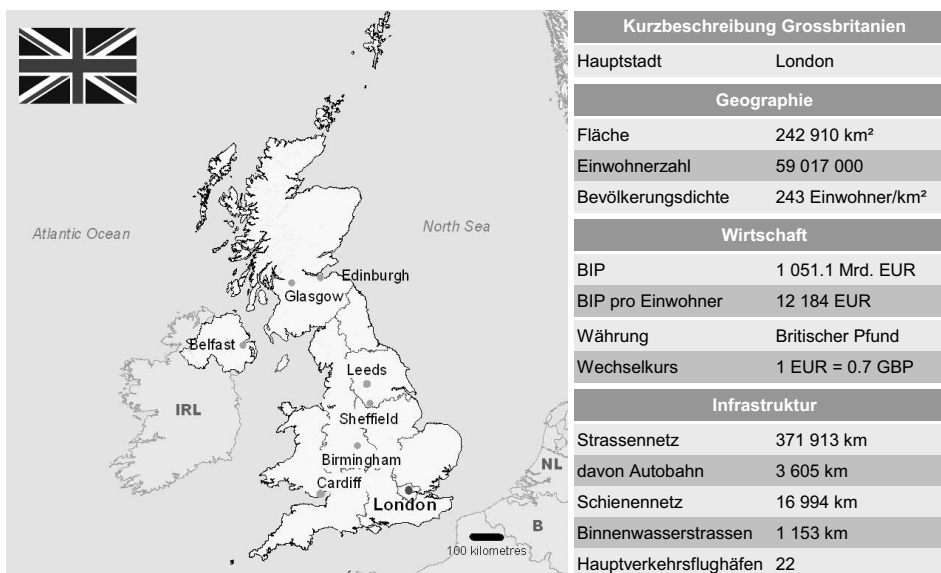 Atlantic Ocean
North Sea
Edinburgh
Glasgow
Belfast
Leeds
IRL
Sheffield
Birmingham
NL
Cardiff
London
B
100 kilometres
Kurzbeschreibung Grossbritanien
Hauptstadt London
Geographie
Fläche 242 910 km²
Einwohnerzahl 59 017 000
Bevölkerungsdichte 243 Einwohner/km²
Wirtschaft
BIP 1 051.1 Mrd. EUR
BIP pro Einwohner 12 184 EUR
Währung Britischer Pfund
Wechselkurs 1 EUR = 0.7 GBP
Infrastruktur
Strassennetz 371 913 km
davon Autobahn 3 605 km
Schienennetz 16 994 km
Binnenwasserstrassen 1 153 km
Hauptverkehrsflughäfen 22